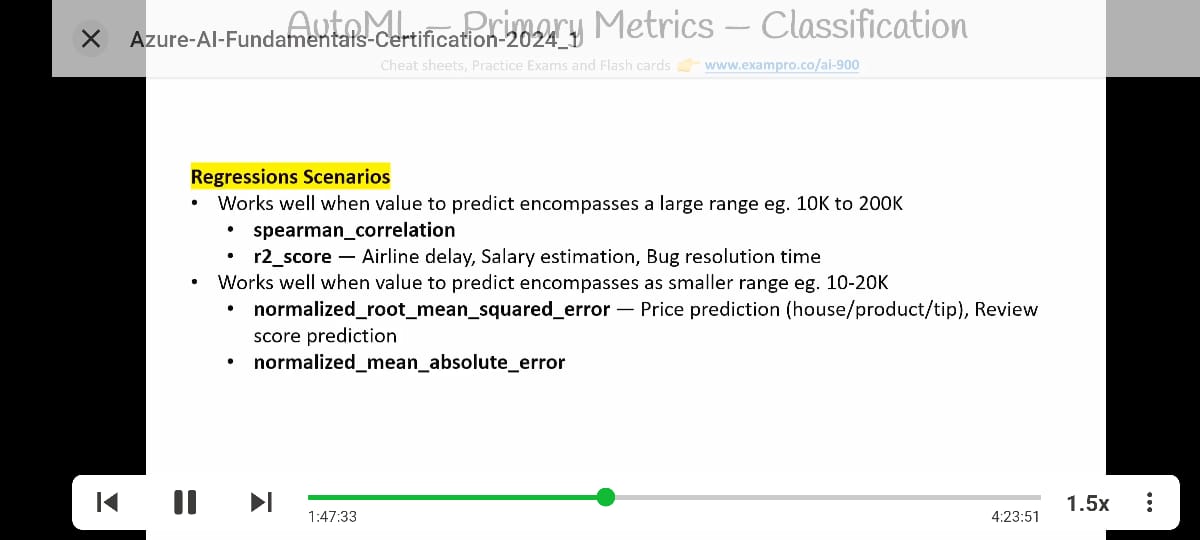 AutoML — Primary Metrics — Classification
Azure-AI-Fundamentals-Certification-2024_1
Cheat sheets, Practice Exams and Flash cards 👉 www.exampro.co/ai-900
Regressions Scenarios
• Works well when value to predict encompasses a large range eg. 10K to 200K
• spearman_correlation
• r2_score — Airline delay, Salary estimation, Bug resolution time
• Works well when value to predict encompasses as smaller range eg. 10-20K
• normalized_root_mean_squared_error — Price prediction (house/product/tip), Review
score prediction
• normalized_mean_absolute_error
1:47:33
4:23:51
1.5x